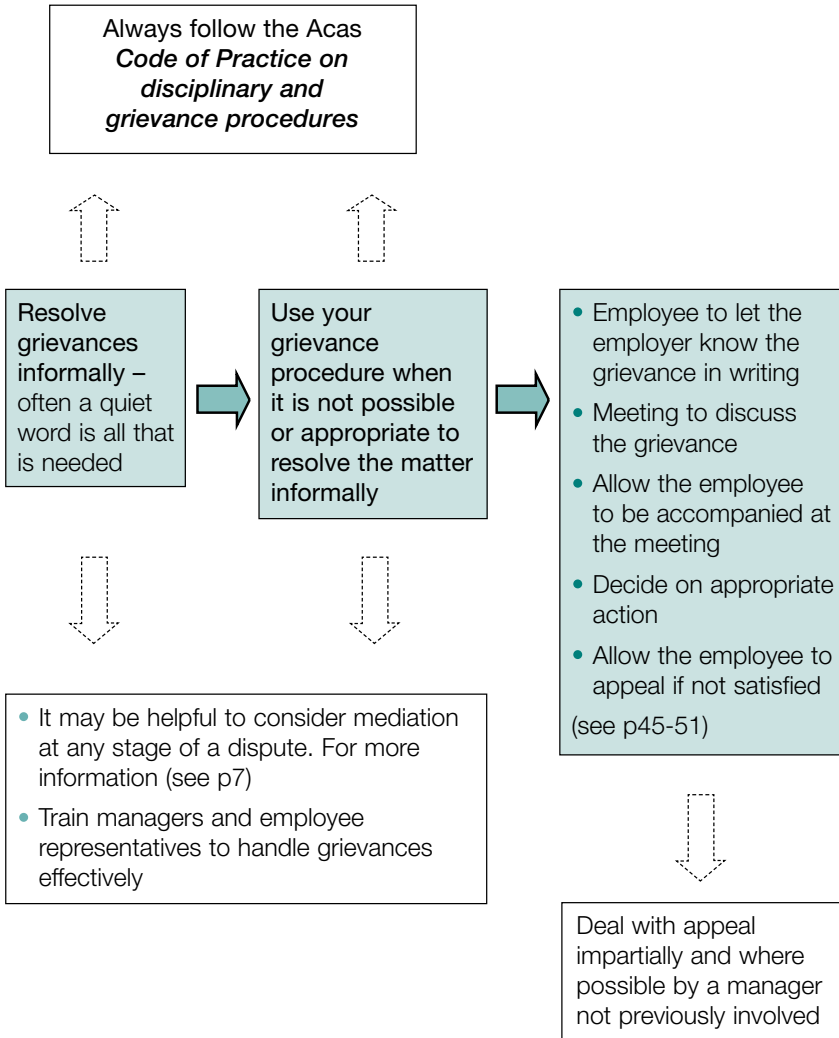 Always follow the Acas
Code of Practice on
disciplinary and
grievance procedures
Resolve
grievances
informally –
often a quiet
word is all that
is needed
Use your
grievance
procedure when
it is not possible
or appropriate to
resolve the matter
informally
• Employee to let the
employer know the
grievance in writing
• Meeting to discuss
the grievance
• Allow the employee
to be accompanied at
the meeting
• Decide on appropriate
action
• Allow the employee to
appeal if not satisfied
(see p45-51)
• It may be helpful to consider mediation
at any stage of a dispute. For more
information (see p7)
• Train managers and employee
representatives to handle grievances
effectively
Deal with appeal
impartially and where
possible by a manager
not previously involved